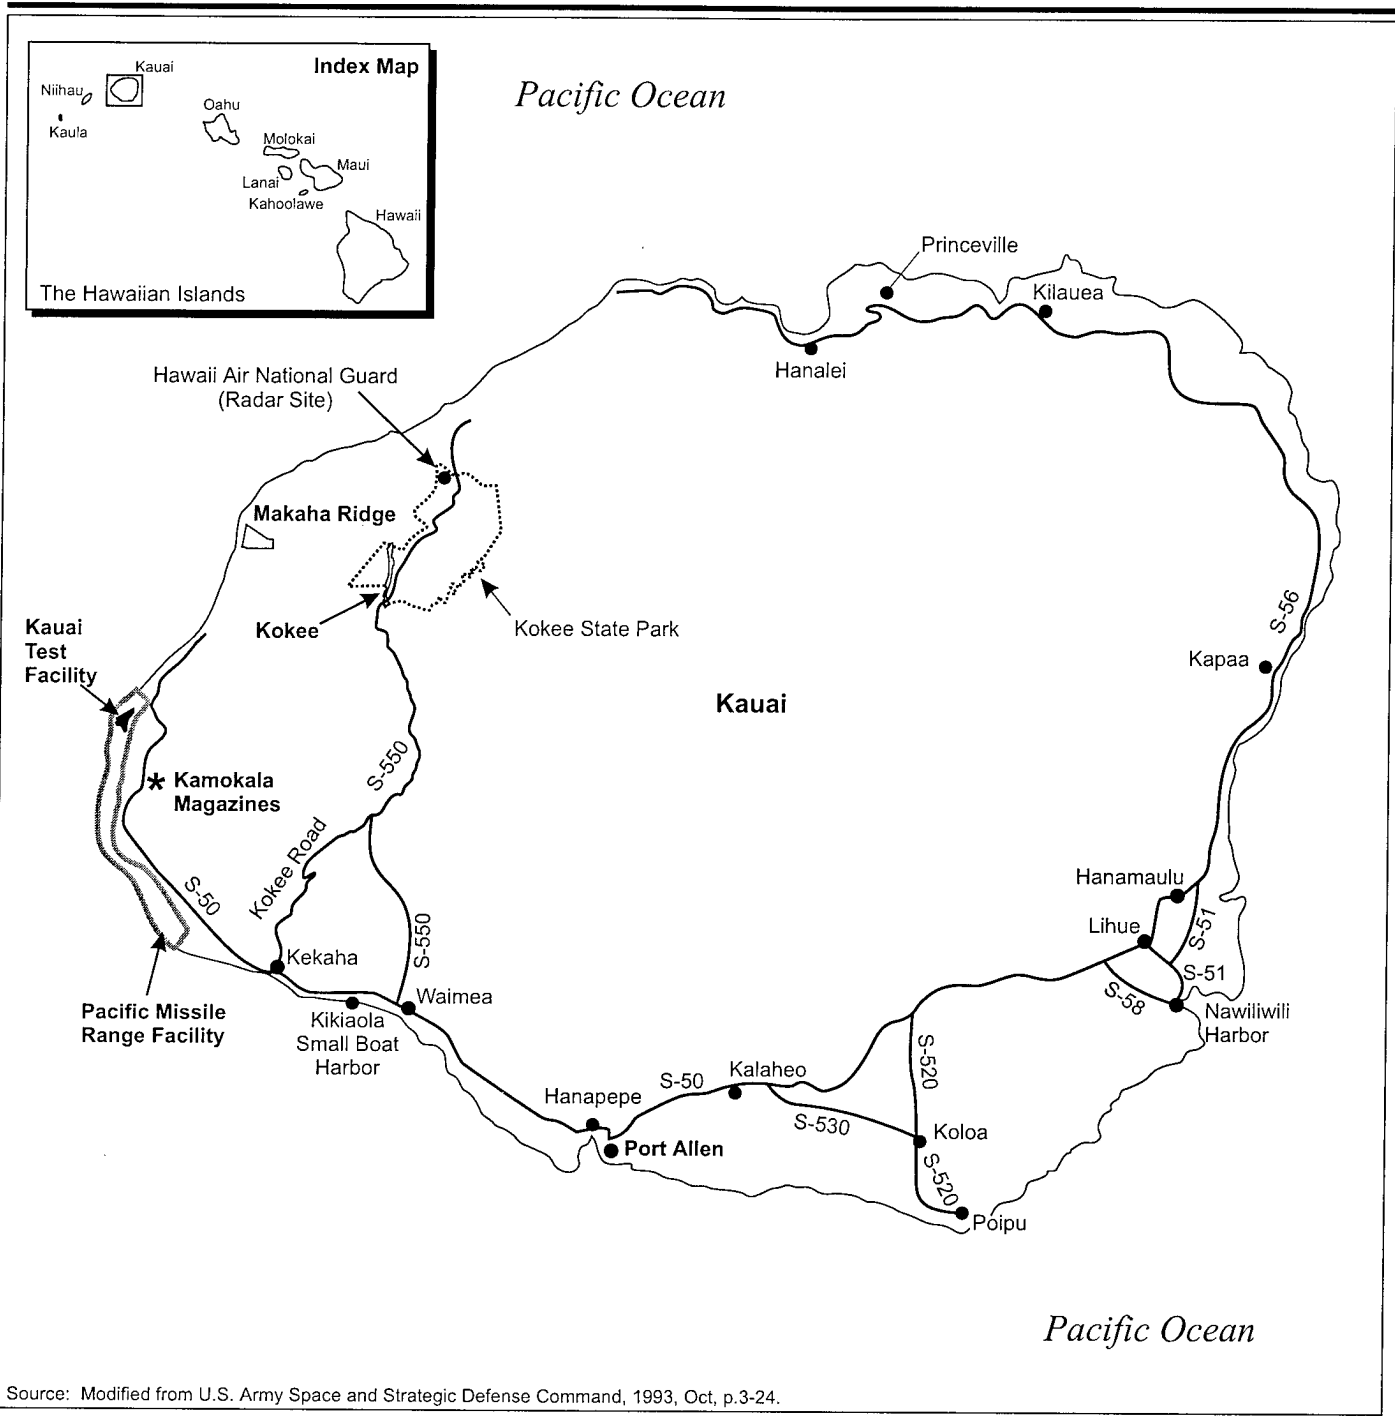 Index Map
Kauai
Niihau
Kaula
Oahu
Molokai
Maui
Lanai
Kahoolawe
Hawaii
The Hawaiian Islands
Pacific Ocean
Princeville
Kilauea
Hanalei
Hawaii Air National Guard
(Radar Site)
Makaha Ridge
Kokee
Kokee State Park
Kauai
Test
Facility
S-56
Kapaa
Kauai
S-550
Kamokala
Magazines
Kokee Road
S-50
S-550
Hanamaulu
Lihue
S-51
S-51
S-58
Nawiliwili
Harbor
Kekaha
Waimea
Pacific Missile
Range Facility
Kikiaola
Small Boat
Harbor
Hanapepe
S-50
Kalaheo
S-520
S-530
Koloa
Port Allen
S-520
Poipu
Pacific Ocean
Source: Modified from U.S. Army Space and Strategic Defense Command, 1993, Oct, p.3-24.